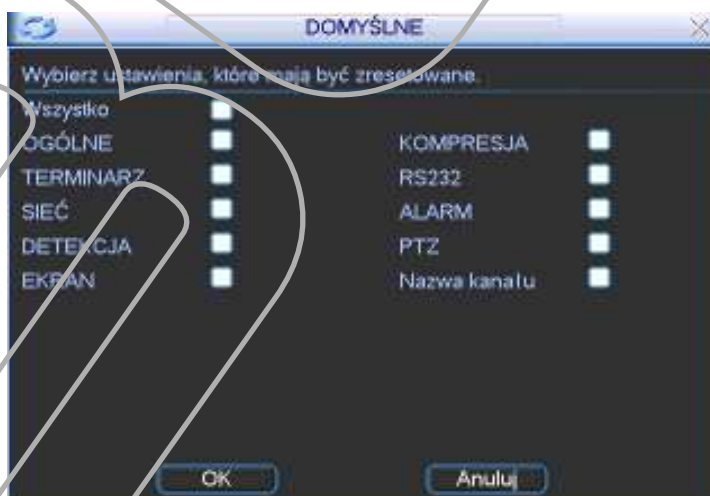 DOMYŚLNE
Wybierz ustawienia, które mają być zresetowane.
Wszystko
OGÓLNE KOMPRESJA
TERMINARZ RS232
SIEĆ ALARM
DETEKCJA PTZ
EKRAN Nazwa kanału
OK Anuluj